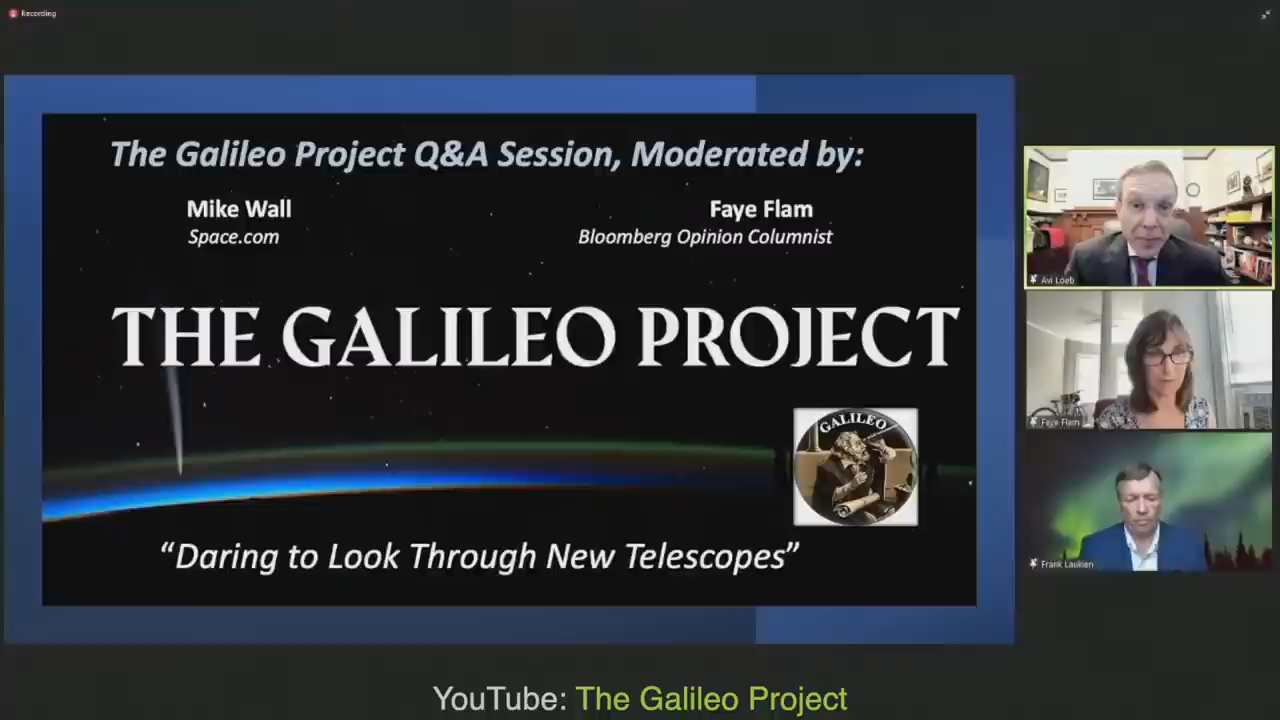 Recording
The Galileo Project Q&A Session, Moderated by:
Mike Wall
Faye Flam
Space.com
Bloomberg Opinion Columnist
THE GALILEO PROJECT
GALILEO
"Daring to Look Through New Telescopes"
Avi Loeb
Faye Flam
Frank Laukien
YouTube: The Galileo Project